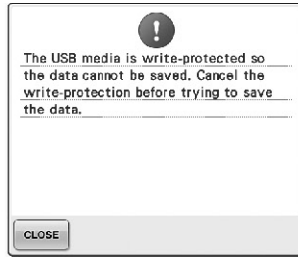 The USB media is write-protected so
the data cannot be saved. Cancel the
write-protection before trying to save
the data.
CLOSE